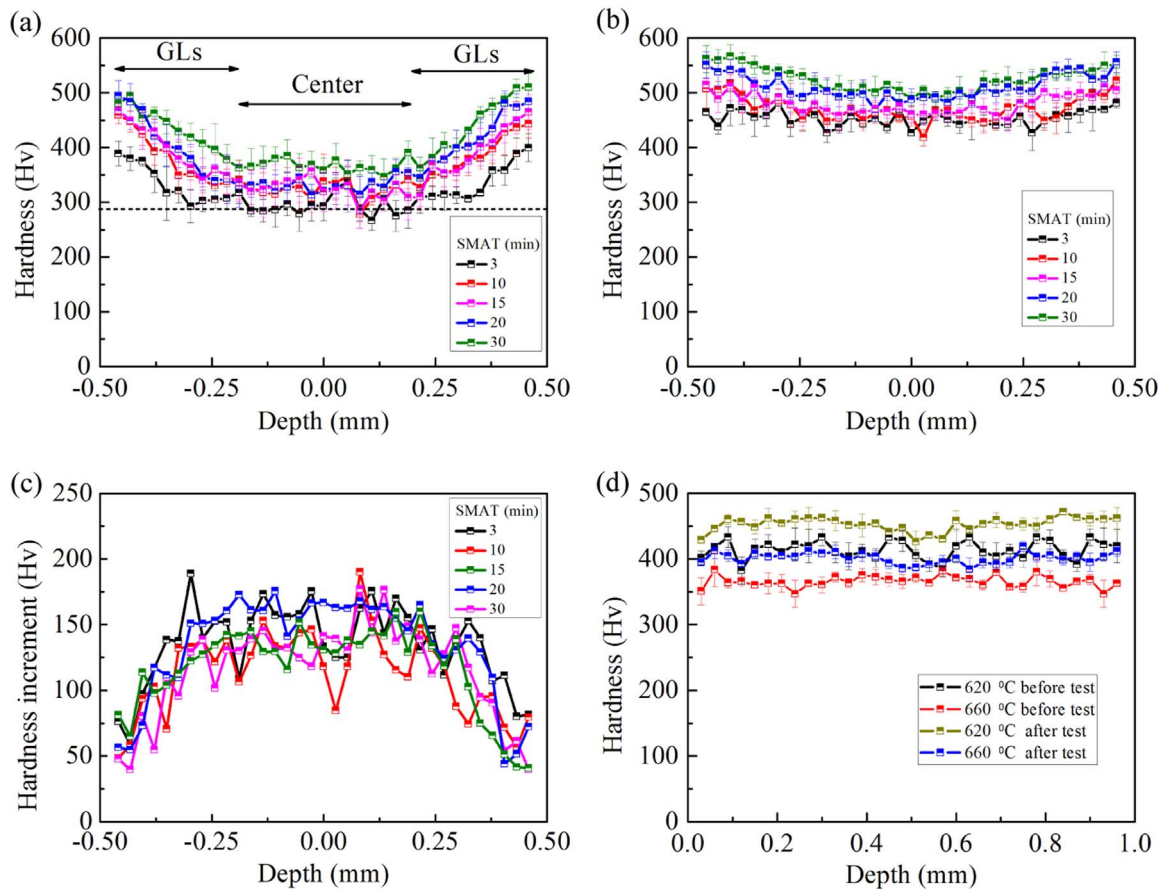 (a)
600
500
400
300
200
100
0
Hardness (Hv)
GLs
Center
GLs
SMAT (min)
3
10
15
20
30
-0.50
-0.25
0.00
0.25
0.50
Depth (mm)
(b)
600
500
400
300
200
100
0
Hardness (Hv)
SMAT (min)
3
10
15
20
30
-0.50
-0.25
0.00
0.25
0.50
Depth (mm)
(c)
250
200
150
100
50
0
Hardness increment (Hv)
SMAT (min)
3
10
15
20
30
-0.50
-0.25
0.00
0.25
0.50
Depth (mm)
(d)
500
400
300
200
100
0
Hardness (Hv)
620 ⁰C before test
660 ⁰C before test
620 ⁰C after test
660 ⁰C after test
0.0
0.2
0.4
0.6
0.8
1.0
Depth (mm)